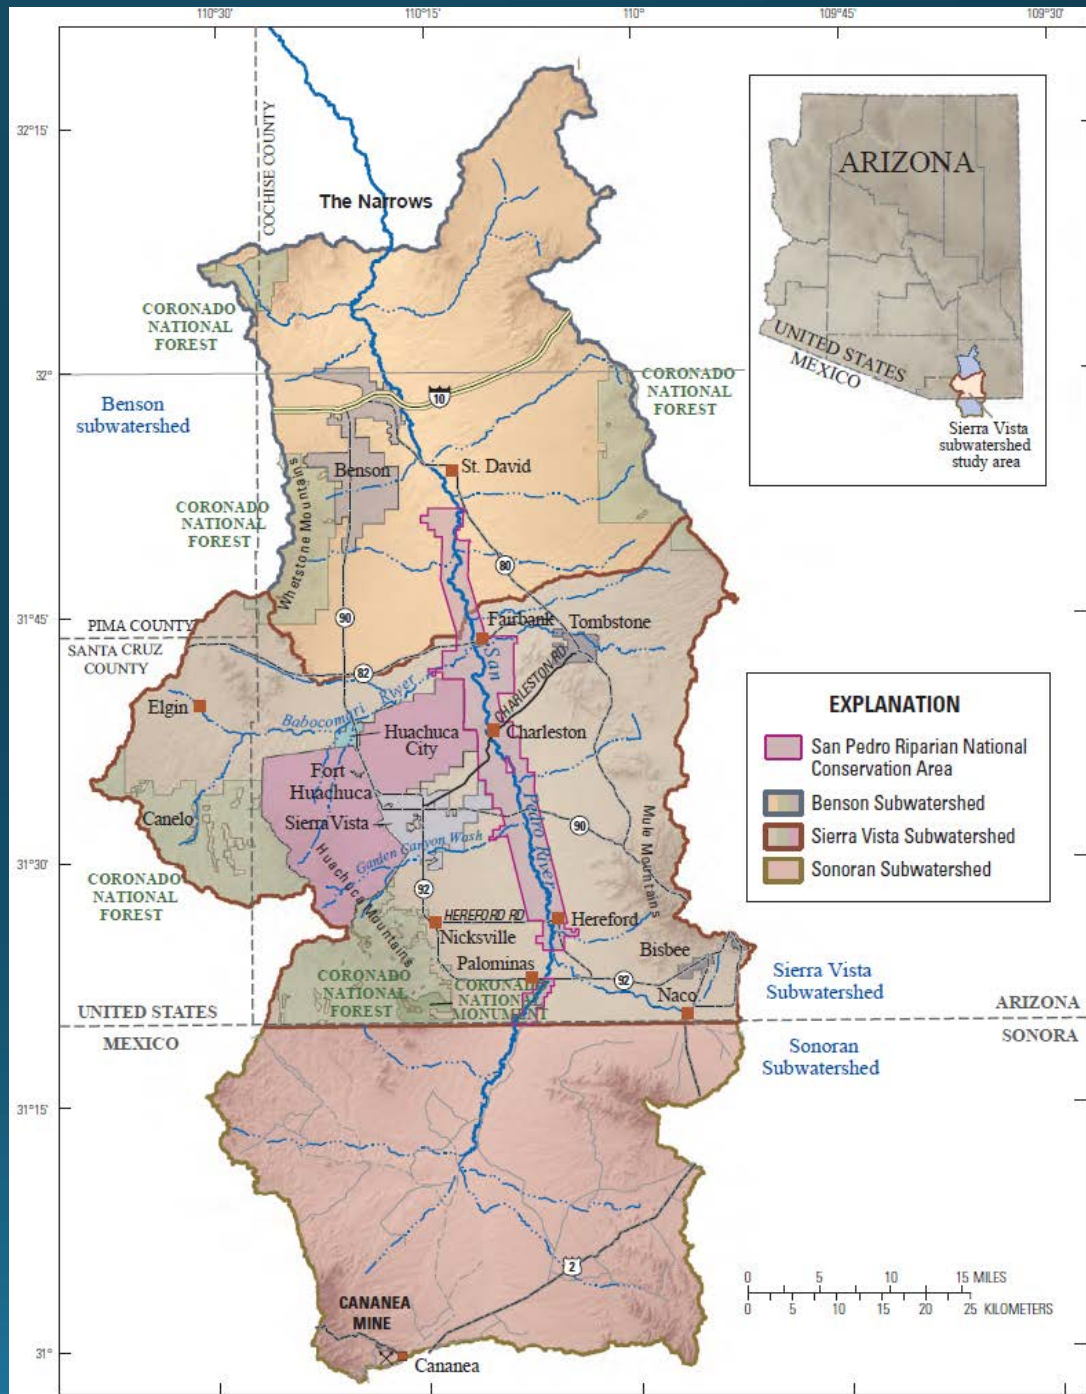 110°30'
110°15'
110°
109°45'
109°30'
32°15'
COCHISE COUNTY
The Narrows
ARIZONA
UNITED STATES
MEXICO
Sierra Vista
subwatershed
study area
CORONADO
NATIONAL
FOREST
32°
10
CORONADO
NATIONAL
FOREST
Benson
subwatershed
Benson
St. David
Whetstone Mountains
CORONADO
NATIONAL
FOREST
80
90
31°45'
PIMA COUNTY
SANTA CRUZ
COUNTY
Fairbank
Tombstone
82
San
CHARLESTON RD
Elgin
Babocomari River
Huachuca
City
Charleston
Fort
Huachuca
Sierra Vista
Canelo
Pedro River
90
Mule Mountains
Garden Canyon Wash
31°30'
Huachuca Mountains
92
CORONADO
NATIONAL
FOREST
HEREFORD RD
Hereford
Nicksville
Bisbee
Palominas
92
Naco
CORONADO
NATIONAL
FOREST
CORONADO
NATIONAL
MONUMENT
Sierra Vista
Subwatershed
UNITED STATES
MEXICO
ARIZONA
SONORA
Sonoran
Subwatershed
31°15'
2
CANANEA
MINE
Cananea
31°
EXPLANATION
San Pedro Riparian National
Conservation Area
Benson Subwatershed
Sierra Vista Subwatershed
Sonoran Subwatershed
0 5 10 15 MILES
0 5 10 15 20 25 KILOMETERS